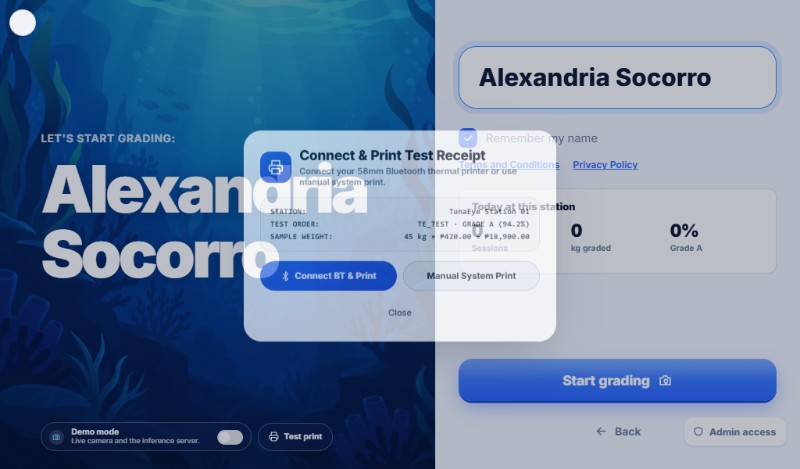 LET'S START GRADING:
Alexandria
Socorro
Demo mode
Live camera and the inference server.
Test print
Connect & Print Test Receipt
Connect your 58mm Bluetooth thermal printer or use
manual system print.
STATION: TunaEye Station 01
TEST ORDER: TE_TEST · GRADE A (94.2%)
SAMPLE WEIGHT: 45 kg × ₱420.00 = ₱18,900.00
Connect BT & Print
Manual System Print
Close
Alexandria Socorro
Remember my name
Terms and Conditions Privacy Policy
Today at this station
0 0 0%
Sessions kg graded Grade A
Start grading
Back
Admin access